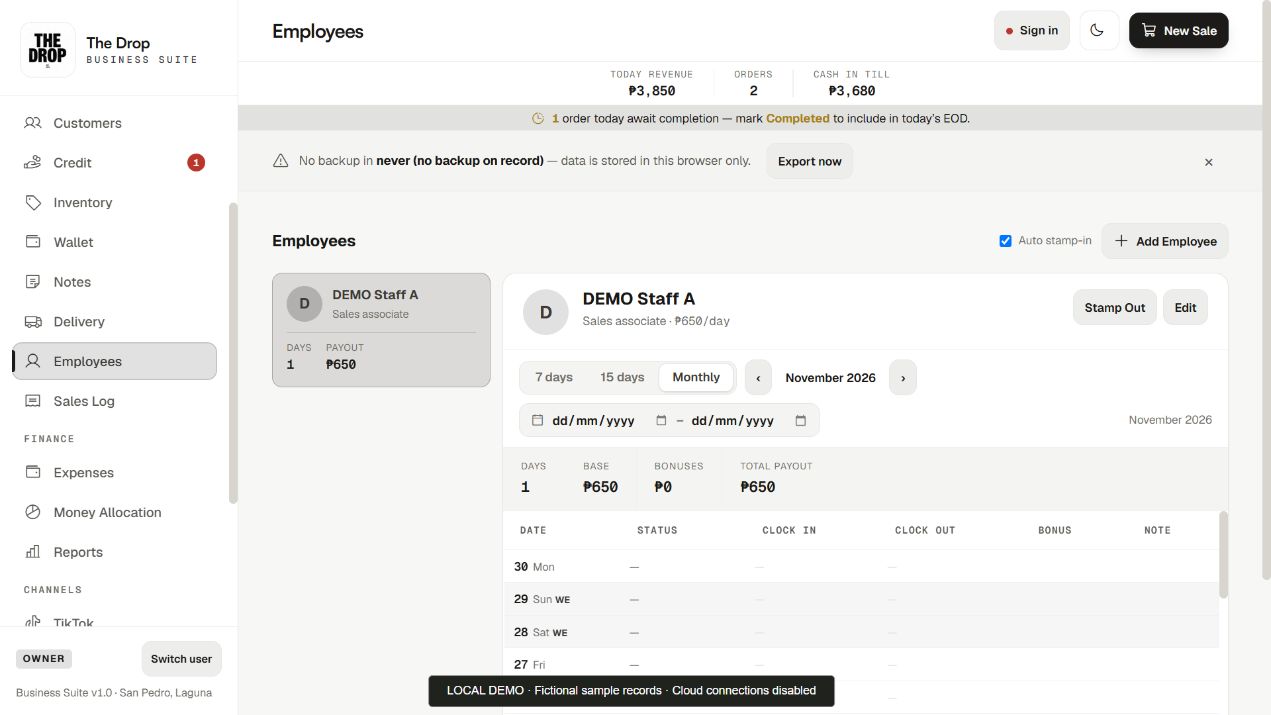 THE
DROP
The Drop
BUSINESS SUITE
Customers
Credit 1
Inventory
Wallet
Notes
Delivery
Employees
Sales Log
FINANCE
Expenses
Money Allocation
Reports
CHANNELS
TikTok
OWNER
Switch user
Business Suite v1.0 · San Pedro, Laguna
Employees
Sign in
New Sale
TODAY REVENUE ORDERS CASH IN TILL
₱3,850 2 ₱3,680
1 order today await completion — mark Completed to include in today's EOD.
No backup in never (no backup on record) — data is stored in this browser only. Export now ×
Employees
Auto stamp-in
+ Add Employee
D
DEMO Staff A
Sales associate
DAYS PAYOUT
1 ₱650
D
DEMO Staff A
Sales associate · ₱650/day
Stamp Out
Edit
7 days 15 days Monthly ‹ November 2026 ›
dd/mm/yyyy – dd/mm/yyyy
November 2026
DAYS BASE BONUSES TOTAL PAYOUT
1 ₱650 ₱0 ₱650
DATE STATUS CLOCK IN CLOCK OUT BONUS NOTE
30 Mon — — —
29 Sun WE — — —
28 Sat WE — — —
27 Fri — — —
—
LOCAL DEMO · Fictional sample records · Cloud connections disabled